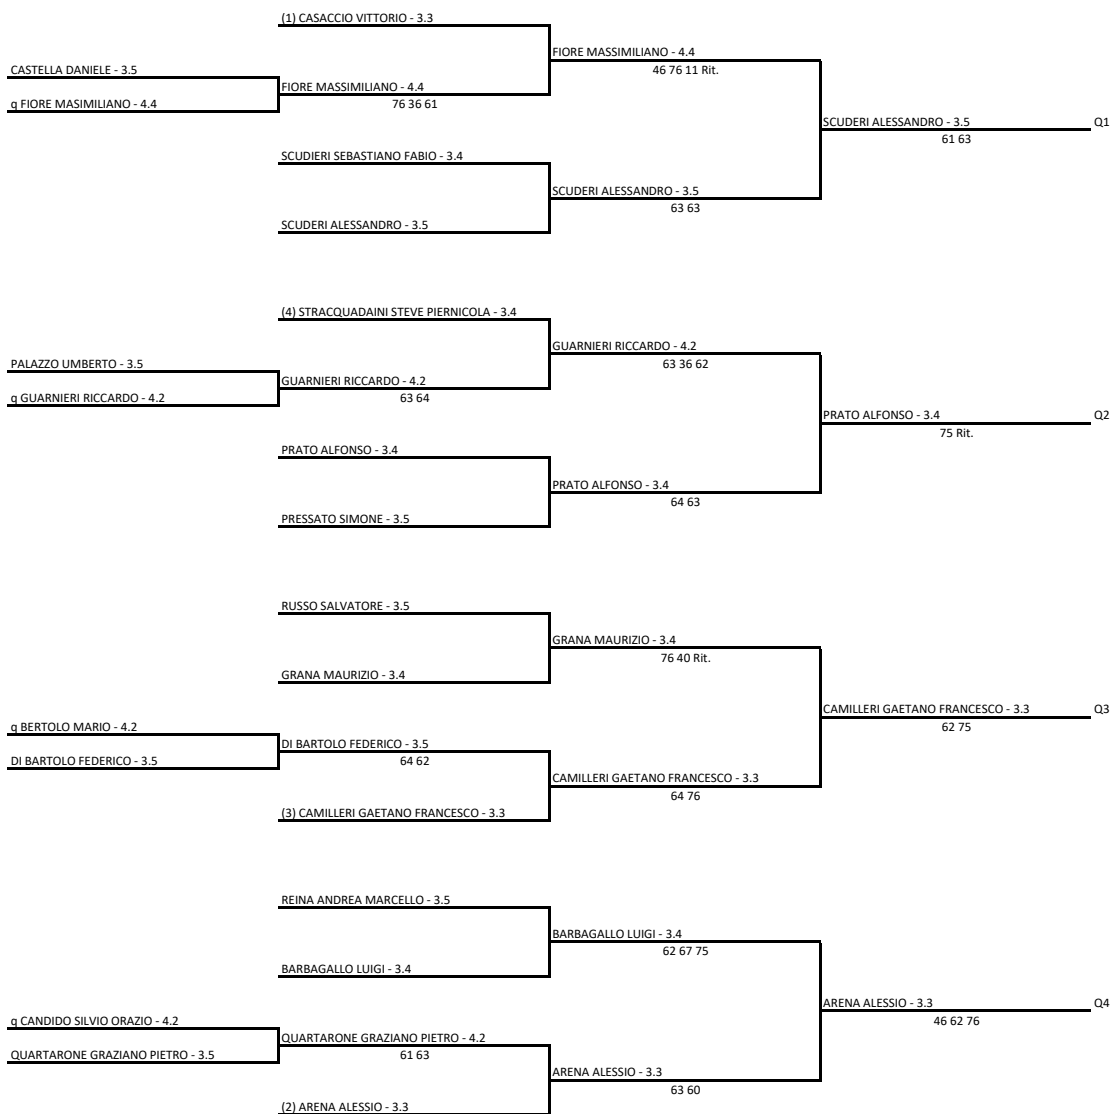 (1) CASACCIO VITTORIO - 3.3
FIORE MASSIMILIANO - 4.4
CASTELLA DANIELE - 3.5
46 76 11 Rit.
FIORE MASSIMILIANO - 4.4
q FIORE MASIMILIANO - 4.4
76 36 61
SCUDERI ALESSANDRO - 3.5
Q1
61 63
SCUDIERI SEBASTIANO FABIO - 3.4
SCUDERI ALESSANDRO - 3.5
63 63
SCUDERI ALESSANDRO - 3.5
(4) STRACQUADAINI STEVE PIERNICOLA - 3.4
GUARNIERI RICCARDO - 4.2
PALAZZO UMBERTO - 3.5
63 36 62
GUARNIERI RICCARDO - 4.2
q GUARNIERI RICCARDO - 4.2
63 64
PRATO ALFONSO - 3.4
Q2
75 Rit.
PRATO ALFONSO - 3.4
PRATO ALFONSO - 3.4
64 63
PRESSATO SIMONE - 3.5
RUSSO SALVATORE - 3.5
GRANA MAURIZIO - 3.4
76 40 Rit.
GRANA MAURIZIO - 3.4
CAMILLERI GAETANO FRANCESCO - 3.3
Q3
q BERTOLO MARIO - 4.2
62 75
DI BARTOLO FEDERICO - 3.5
DI BARTOLO FEDERICO - 3.5
64 62
CAMILLERI GAETANO FRANCESCO - 3.3
64 76
(3) CAMILLERI GAETANO FRANCESCO - 3.3
REINA ANDREA MARCELLO - 3.5
BARBAGALLO LUIGI - 3.4
62 67 75
BARBAGALLO LUIGI - 3.4
ARENA ALESSIO - 3.3
Q4
q CANDIDO SILVIO ORAZIO - 4.2
46 62 76
QUARTARONE GRAZIANO PIETRO - 4.2
QUARTARONE GRAZIANO PIETRO - 3.5
61 63
ARENA ALESSIO - 3.3
63 60
(2) ARENA ALESSIO - 3.3